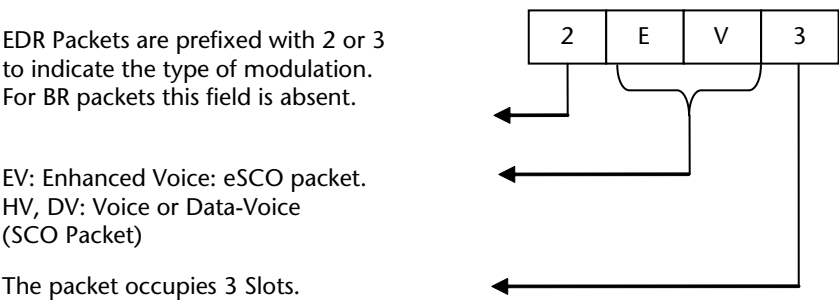 EDR Packets are prefixed with 2 or 3
to indicate the type of modulation.
For BR packets this field is absent.
2 E V 3
EV: Enhanced Voice: eSCO packet.
HV, DV: Voice or Data-Voice
(SCO Packet)
The packet occupies 3 Slots.